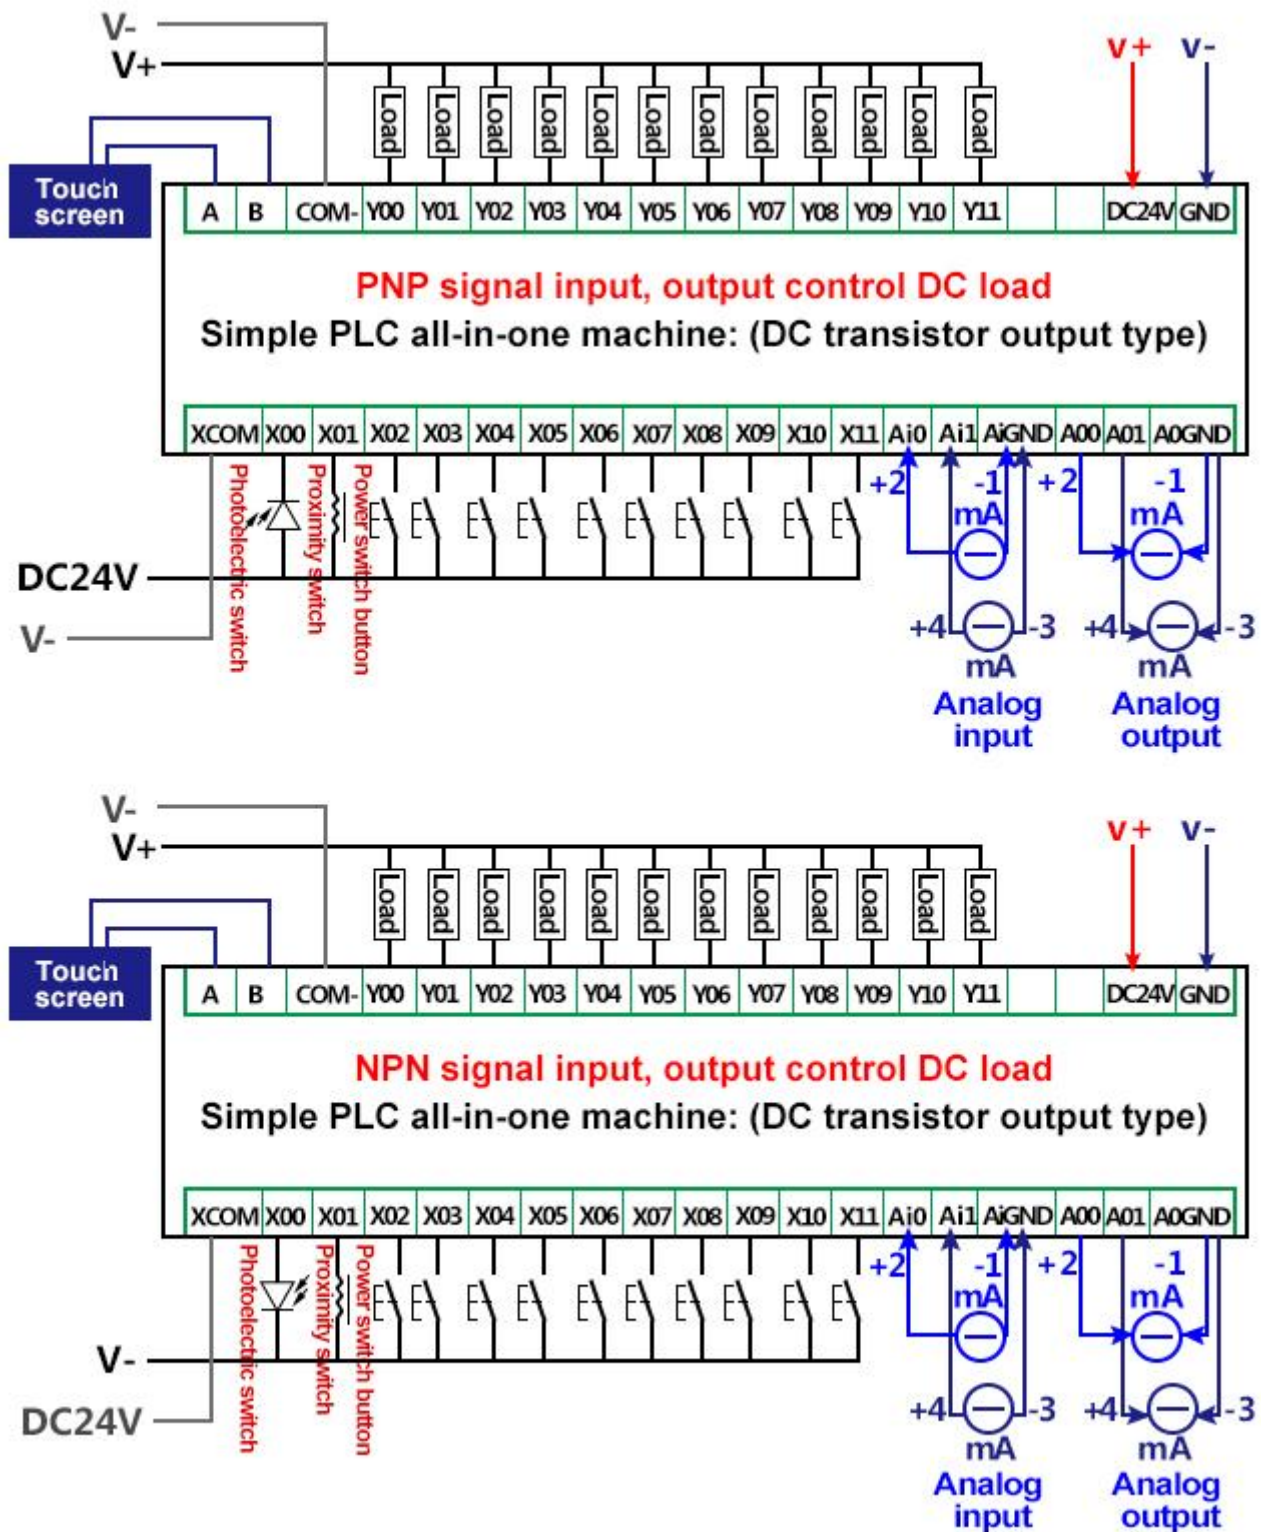 V-
V+
v+ v-
Load Load Load Load Load Load Load Load Load Load Load Load
Touch
screen
A B COM- Y00 Y01 Y02 Y03 Y04 Y05 Y06 Y07 Y08 Y09 Y10 Y11 DC24V GND
PNP signal input, output control DC load
Simple PLC all-in-one machine: (DC transistor output type)
XCOM X00 X01 X02 X03 X04 X05 X06 X07 X08 X09 X10 X11 Ai0 Ai1 AiGND A00 A01 A0GND
Photoelectric switch
Proximity switch
Power switch button
+2 -1 +2 -1
mA mA
DC24V
V-
+4 -3 +4 -3
mA mA
Analog
input
Analog
output
V-
V+
v+ v-
Load Load Load Load Load Load Load Load Load Load Load Load
Touch
screen
A B COM- Y00 Y01 Y02 Y03 Y04 Y05 Y06 Y07 Y08 Y09 Y10 Y11 DC24V GND
NPN signal input, output control DC load
Simple PLC all-in-one machine: (DC transistor output type)
XCOM X00 X01 X02 X03 X04 X05 X06 X07 X08 X09 X10 X11 Ai0 Ai1 AiGND A00 A01 A0GND
Photoelectric switch
Proximity switch
Power switch button
+2 -1 +2 -1
mA mA
V-
DC24V
+4 -3 +4 -3
mA mA
Analog
input
Analog
output